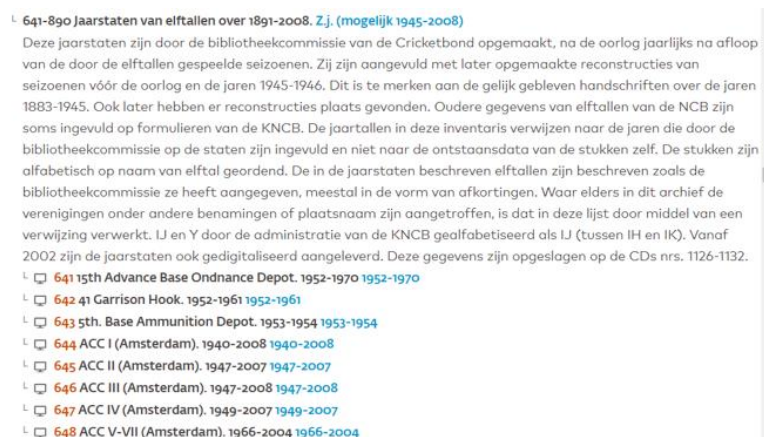 641-890 Jaarstaten van elftallen over 1891-2008. Z.j. (mogelijk 1945-2008)
Deze jaarstaten zijn door de bibliotheekcommissie van de Cricketbond opgemaakt, na de oorlog jaarlijks na afloop
van de door de elftallen gespeelde seizoenen. Zij zijn aangevuld met later opgemaakte reconstructies van
seizoenen vóór de oorlog en de jaren 1945-1946. Dit is te merken aan de gelijk gebleven handschriften over de jaren
1883-1945. Ook later hebben er reconstructies plaats gevonden. Oudere gegevens van elftallen van de NCB zijn
soms ingevuld op formulieren van de KNCB. De jaartallen in deze inventaris verwijzen naar de jaren die door de
bibliotheekcommissie op de staten zijn ingevuld en niet naar de ontstaansdata van de stukken zelf. De stukken zijn
alfabetisch op naam van elftal geordend. De in de jaarstaten beschreven elftallen zijn beschreven zoals de
bibliotheekcommissie ze heeft aangegeven, meestal in de vorm van afkortingen. Waar elders in dit archief de
verenigingen onder andere benamingen of plaatsnaam zijn aangetroffen, is dat in deze lijst door middel van een
verwijzing verwerkt. IJ en Y door de administratie van de KNCB gealfabetiseerd als IJ (tussen IH en IK). Vanaf
2002 zijn de jaarstaten ook gedigitaliseerd aangeleverd. Deze gegevens zijn opgeslagen op de CDs nrs. 1126-1132.
641 15th Advance Base Ondnance Depot. 1952-1970 1952-1970
642 41 Garrison Hook. 1952-1961 1952-1961
643 5th. Base Ammunition Depot. 1953-1954 1953-1954
644 ACC I (Amsterdam). 1940-2008 1940-2008
645 ACC II (Amsterdam). 1947-2007 1947-2007
646 ACC III (Amsterdam). 1947-2008 1947-2008
647 ACC IV (Amsterdam). 1949-2007 1949-2007
648 ACC V-VII (Amsterdam). 1966-2004 1966-2004